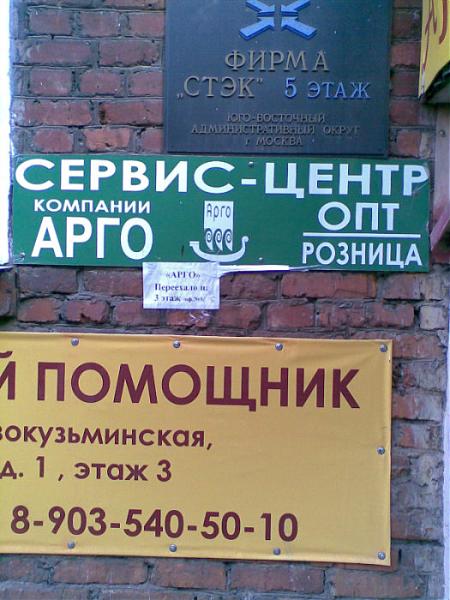 ФИРМА
„СТЭК" 5 ЭТАЖ
ЮГО-ВОСТОЧНЫЙ
АДМИНИСТРАТИВНЫЙ ОКРУГ
г. МОСКВА
СЕРВИС-ЦЕНТР
КОМПАНИИ
АРГО
Арго
ОПТ
РОЗНИЦА
«АРГО»
Переехало н
3 этаж
Й ПОМОЩНИК
вокузьминская,
д. 1 , этаж 3
8-903-540-50-10